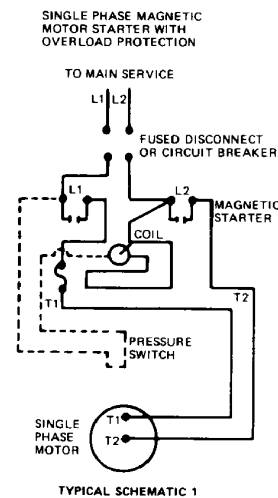 SINGLE PHASE MAGNETIC
MOTOR STARTER WITH
OVERLOAD PROTECTION
TO MAIN SERVICE
L1 L2
FUSED DISCONNECT
OR CIRCUIT BREAKER
L1
L2
MAGNETIC
STARTER
COIL
T1
T2
PRESSURE
SWITCH
SINGLE
PHASE
MOTOR
T1
T2
TYPICAL SCHEMATIC 1